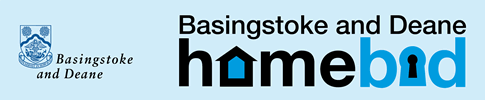 Basingstoke
and Deane
Basingstoke and Deane
homebid